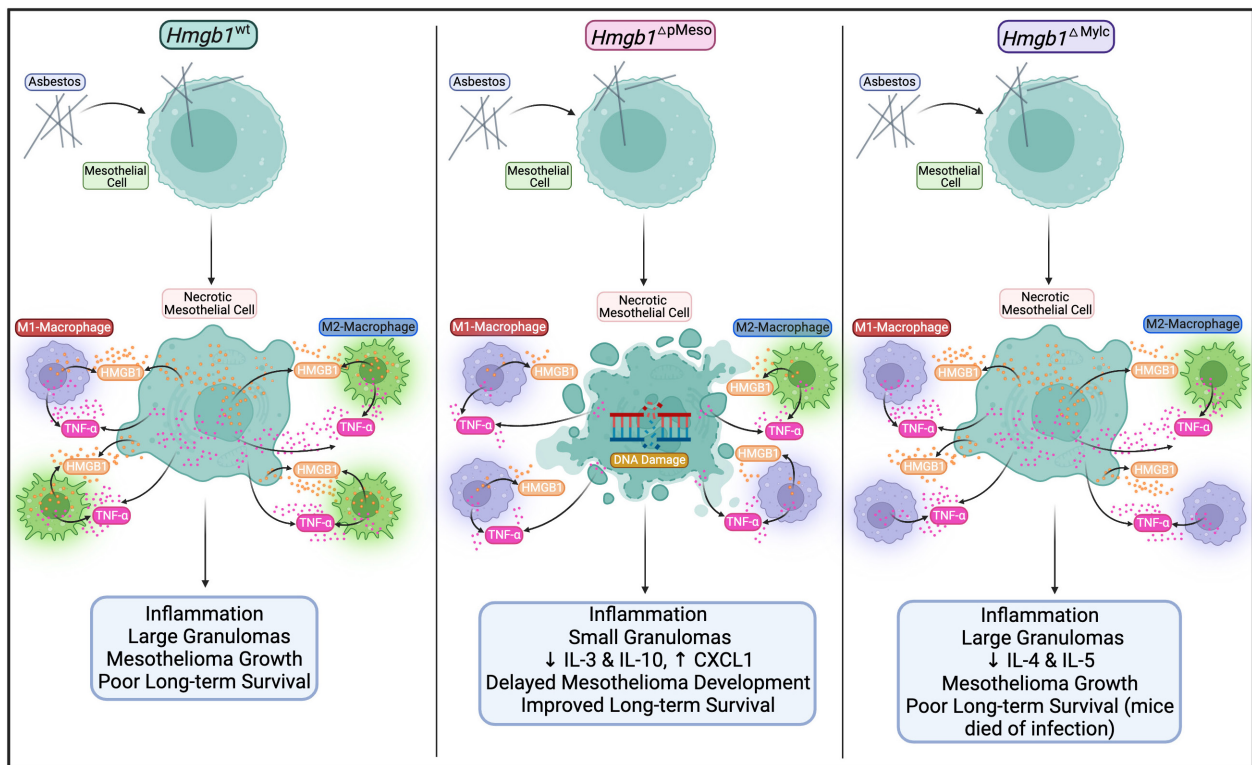 Hmgb1wt
Asbestos
Mesothelial
Cell
Necrotic
Mesothelial Cell
M1-Macrophage
M2-Macrophage
HMGB1
HMGB1
TNF-α
TNF-α
HMGB1
HMGB1
TNF-α
TNF-α
Inflammation
Large Granulomas
Mesothelioma Growth
Poor Long-term Survival
Hmgb1ΔpMeso
Asbestos
Mesothelial
Cell
Necrotic
Mesothelial Cell
M1-Macrophage
M2-Macrophage
HMGB1
HMGB1
TNF-α
TNF-α
DNA Damage
HMGB1
HMGB1
TNF-α
TNF-α
Inflammation
Small Granulomas
↓ IL-3 & IL-10, ↑ CXCL1
Delayed Mesothelioma Development
Improved Long-term Survival
Hmgb1ΔMylc
Asbestos
Mesothelial
Cell
Necrotic
Mesothelial Cell
M1-Macrophage
M2-Macrophage
HMGB1
HMGB1
TNF-α
TNF-α
HMGB1
HMGB1
TNF-α
TNF-α
Inflammation
Large Granulomas
↓ IL-4 & IL-5
Mesothelioma Growth
Poor Long-term Survival (mice
died of infection)